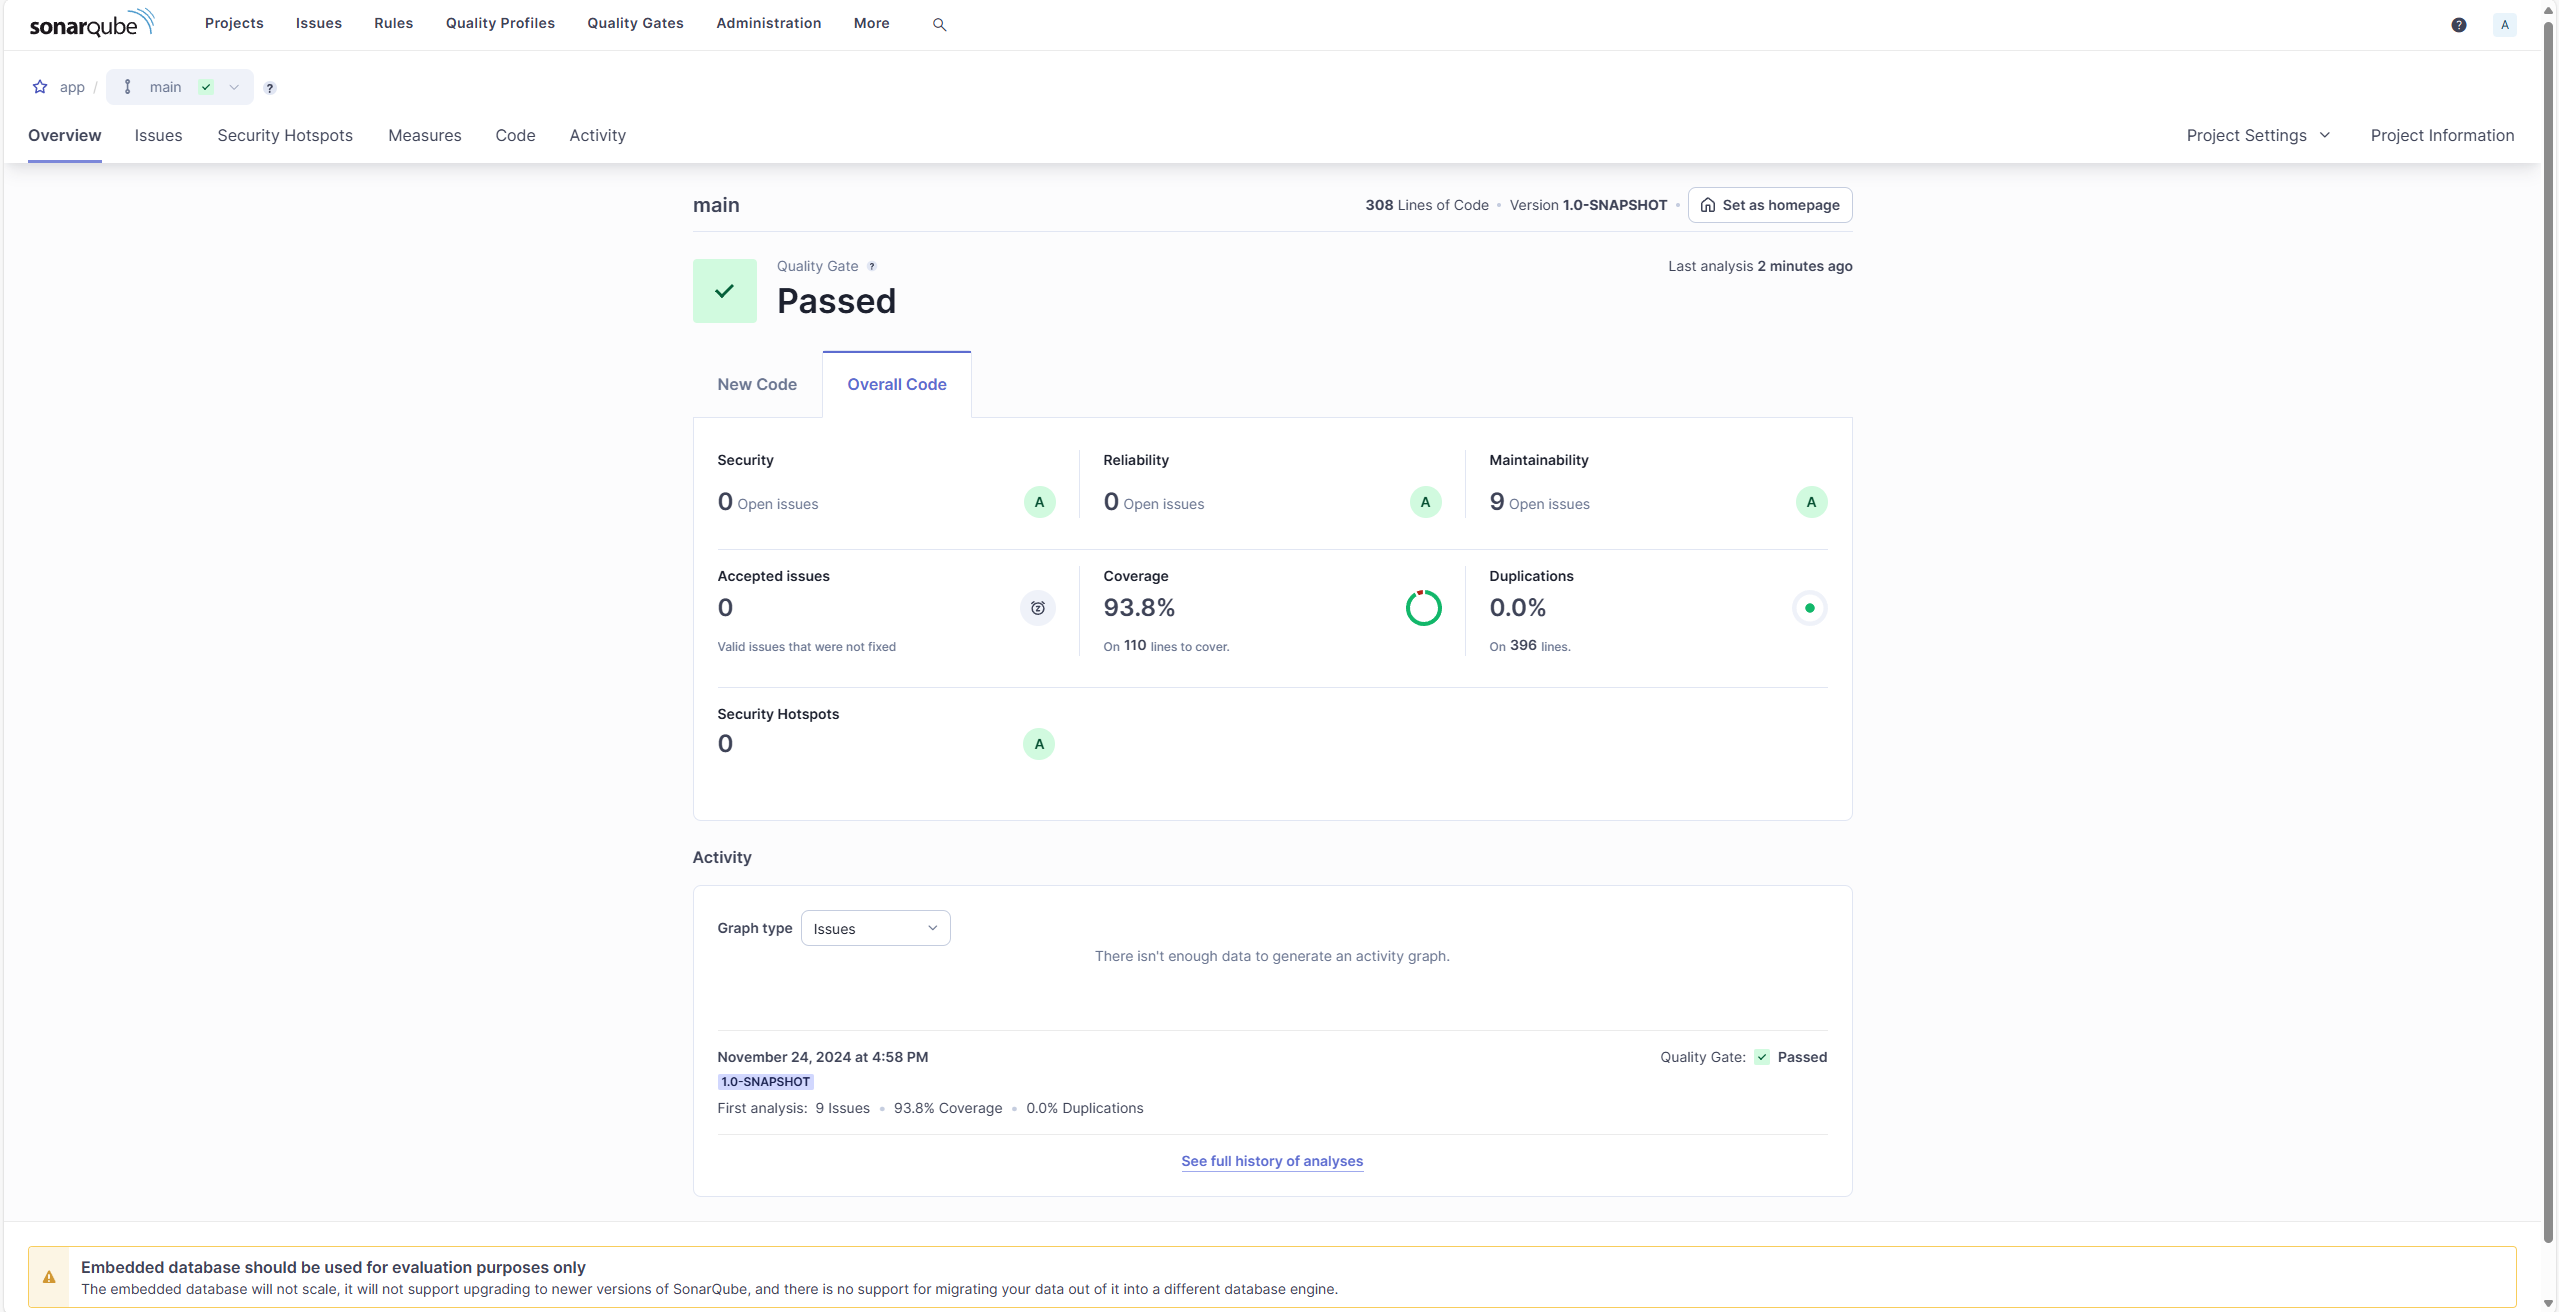 sonarqube Projects Issues Rules Quality Profiles Quality Gates Administration More ? A
app / main ?
Overview Issues Security Hotspots Measures Code Activity Project Settings Project Information
main 308 Lines of Code • Version 1.0-SNAPSHOT • Set as homepage
Quality Gate ? Last analysis 2 minutes ago
Passed
New Code Overall Code
Security Reliability Maintainability
0 Open issues A 0 Open issues A 9 Open issues A
Accepted issues Coverage Duplications
0 93.8% 0.0%
Valid issues that were not fixed On 110 lines to cover. On 396 lines.
Security Hotspots
0 A
Activity
Graph type Issues
There isn't enough data to generate an activity graph.
November 24, 2024 at 4:58 PM Quality Gate: Passed
1.0-SNAPSHOT
First analysis: 9 Issues • 93.8% Coverage • 0.0% Duplications
See full history of analyses
Embedded database should be used for evaluation purposes only
The embedded database will not scale, it will not support upgrading to newer versions of SonarQube, and there is no support for migrating your data out of it into a different database engine.